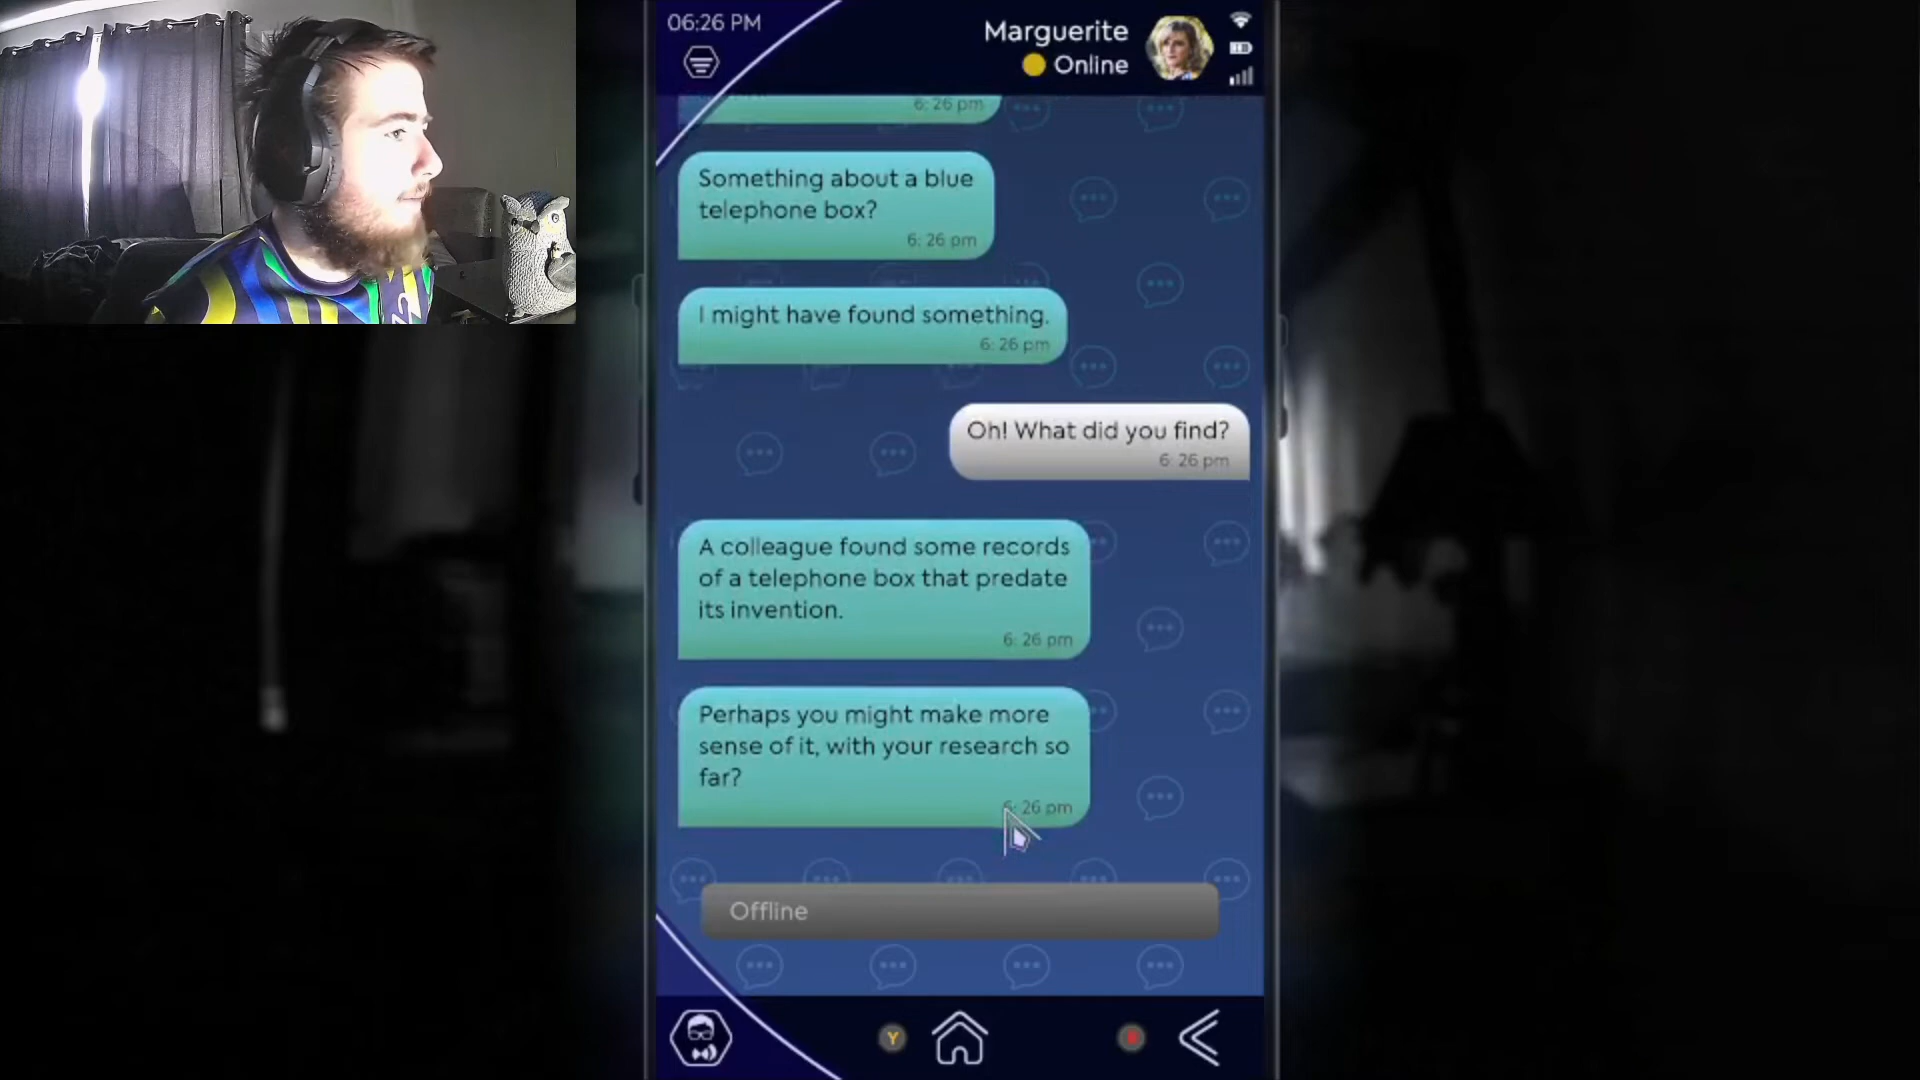 06:26 PM
Marguerite
Online
6: 26 pm
Something about a blue
telephone box?
6: 26 pm
I might have found something.
6: 26 pm
Oh! What did you find?
6: 26 pm
A colleague found some records
of a telephone box that predate
its invention.
6: 26 pm
Perhaps you might make more
sense of it, with your research so
far?
6: 26 pm
Offline
Y